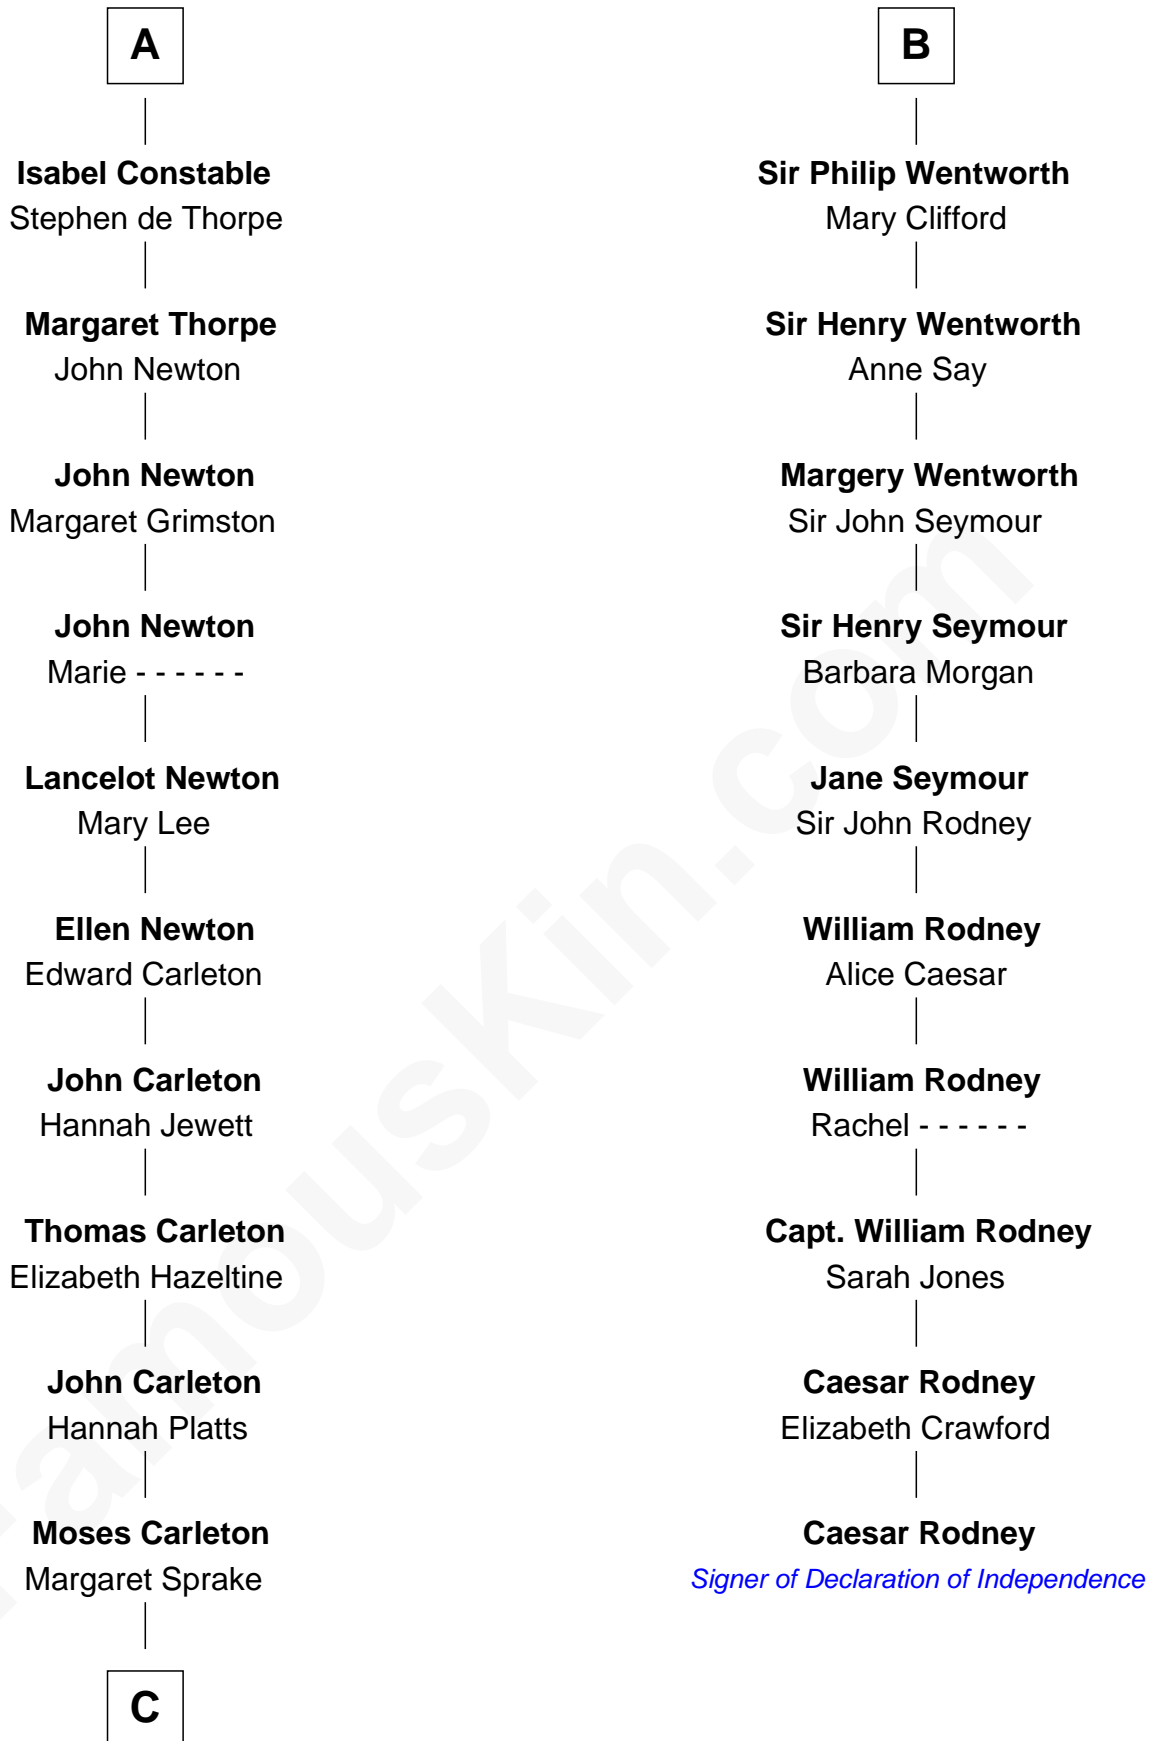 A
Isabel Constable
Stephen de Thorpe
Margaret Thorpe
John Newton
John Newton
Margaret Grimston
John Newton
Marie - - - - - -
Lancelot Newton
Mary Lee
Ellen Newton
Edward Carleton
John Carleton
Hannah Jewett
Thomas Carleton
Elizabeth Hazeltine
John Carleton
Hannah Platts
Moses Carleton
Margaret Sprake
C
B
Sir Philip Wentworth
Mary Clifford
Sir Henry Wentworth
Anne Say
Margery Wentworth
Sir John Seymour
Sir Henry Seymour
Barbara Morgan
Jane Seymour
Sir John Rodney
William Rodney
Alice Caesar
William Rodney
Rachel - - - - - -
Capt. William Rodney
Sarah Jones
Caesar Rodney
Elizabeth Crawford
Caesar Rodney
Signer of Declaration of Independence
FamousKin.com